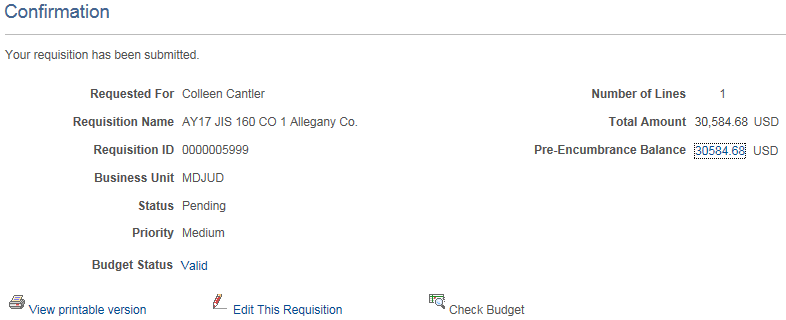 Confirmation
Your requisition has been submitted.
Requested For Colleen Cantler Number of Lines 1
Requisition Name AY17 JIS 160 CO 1 Allegany Co. Total Amount 30,584.68 USD
Requisition ID 0000005999 Pre-Encumbrance Balance 30584.68 USD
Business Unit MDJUD
Status Pending
Priority Medium
Budget Status Valid
View printable version Edit This Requisition Check Budget